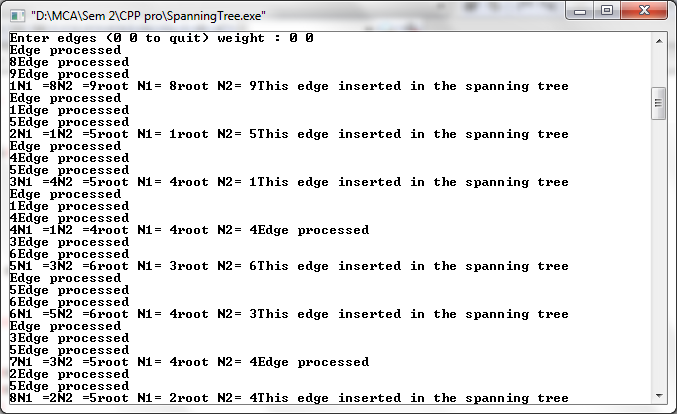 "D:\MCA\Sem 2\CPP pro\SpanningTree.exe"
Enter edges (0 0 to quit) weight : 0 0
Edge processed
8Edge processed
9Edge processed
1N1 =8N2 =9root N1= 8root N2= 9This edge inserted in the spanning tree
Edge processed
1Edge processed
5Edge processed
2N1 =1N2 =5root N1= 1root N2= 5This edge inserted in the spanning tree
Edge processed
4Edge processed
5Edge processed
3N1 =4N2 =5root N1= 4root N2= 1This edge inserted in the spanning tree
Edge processed
1Edge processed
4Edge processed
4N1 =1N2 =4root N1= 4root N2= 4Edge processed
3Edge processed
6Edge processed
5N1 =3N2 =6root N1= 3root N2= 6This edge inserted in the spanning tree
Edge processed
5Edge processed
6Edge processed
6N1 =5N2 =6root N1= 4root N2= 3This edge inserted in the spanning tree
Edge processed
3Edge processed
5Edge processed
7N1 =3N2 =5root N1= 4root N2= 4Edge processed
2Edge processed
5Edge processed
8N1 =2N2 =5root N1= 2root N2= 4This edge inserted in the spanning tree